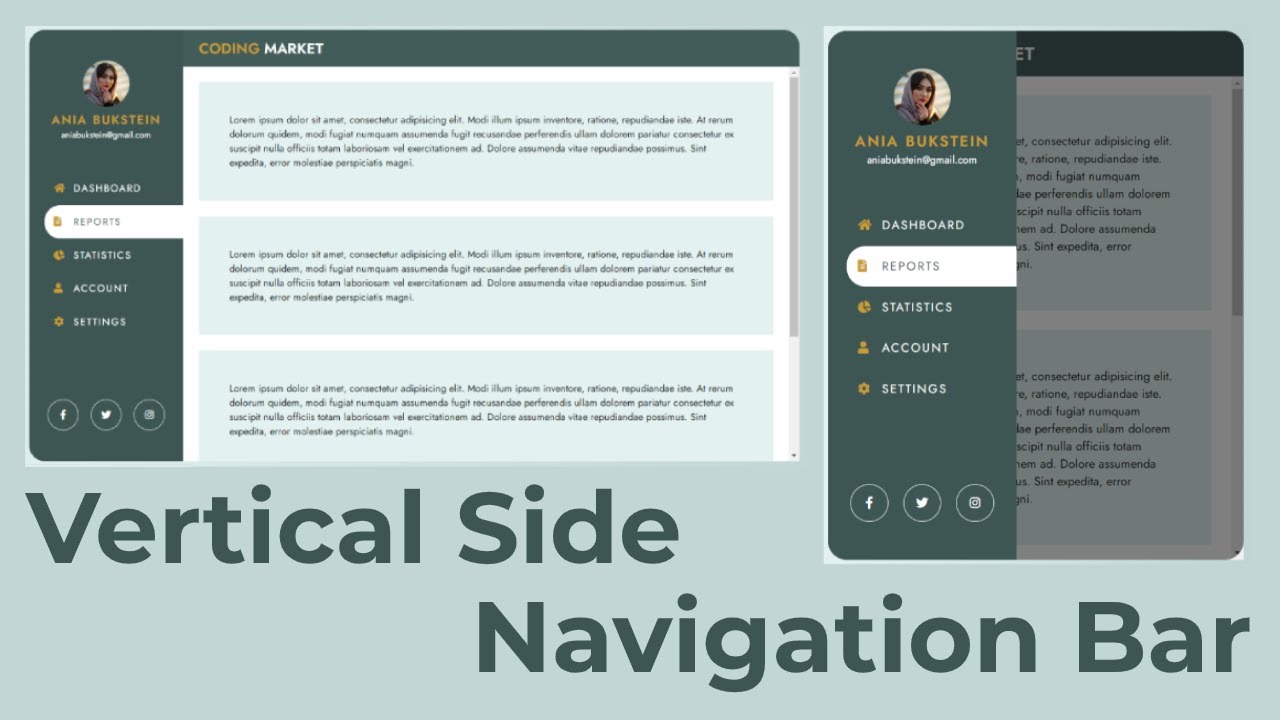 CODING MARKET
ANIA BUKSTEIN
aniabukstein@gmail.com
DASHBOARD
REPORTS
STATISTICS
ACCOUNT
SETTINGS
Lorem ipsum dolor sit amet, consectetur adipisicing elit. Modi illum ipsum inventore, ratione, repudiandae iste. At rerum
dolorum quidem, modi fugiat numquam assumenda fugit recusandae perferendis ullam dolorem pariatur consectetur ex
suscipit nulla officiis totam laboriosam vel exercitationem ad. Dolore assumenda vitae repudiandae possimus. Sint
expedita, error molestiae perspiciatis magni.
Lorem ipsum dolor sit amet, consectetur adipisicing elit. Modi illum ipsum inventore, ratione, repudiandae iste. At rerum
dolorum quidem, modi fugiat numquam assumenda fugit recusandae perferendis ullam dolorem pariatur consectetur ex
suscipit nulla officiis totam laboriosam vel exercitationem ad. Dolore assumenda vitae repudiandae possimus. Sint
expedita, error molestiae perspiciatis magni.
Lorem ipsum dolor sit amet, consectetur adipisicing elit. Modi illum ipsum inventore, ratione, repudiandae iste. At rerum
dolorum quidem, modi fugiat numquam assumenda fugit recusandae perferendis ullam dolorem pariatur consectetur ex
suscipit nulla officiis totam laboriosam vel exercitationem ad. Dolore assumenda vitae repudiandae possimus. Sint
expedita, error molestiae perspiciatis magni.
ET
ANIA BUKSTEIN
aniabukstein@gmail.com
DASHBOARD
REPORTS
STATISTICS
ACCOUNT
SETTINGS
et, consectetur adipisicing elit.
e, ratione, repudiandae iste.
, modi fugiat numquam
dae perferendis ullam dolorem
scipit nulla officiis totam
nem ad. Dolore assumenda
us. Sint expedita, error
gni.
et, consectetur adipisicing elit.
e, ratione, repudiandae iste.
, modi fugiat numquam
dae perferendis ullam dolorem
scipit nulla officiis totam
nem ad. Dolore assumenda
us. Sint expedita, error
gni.
Vertical Side
Navigation Bar